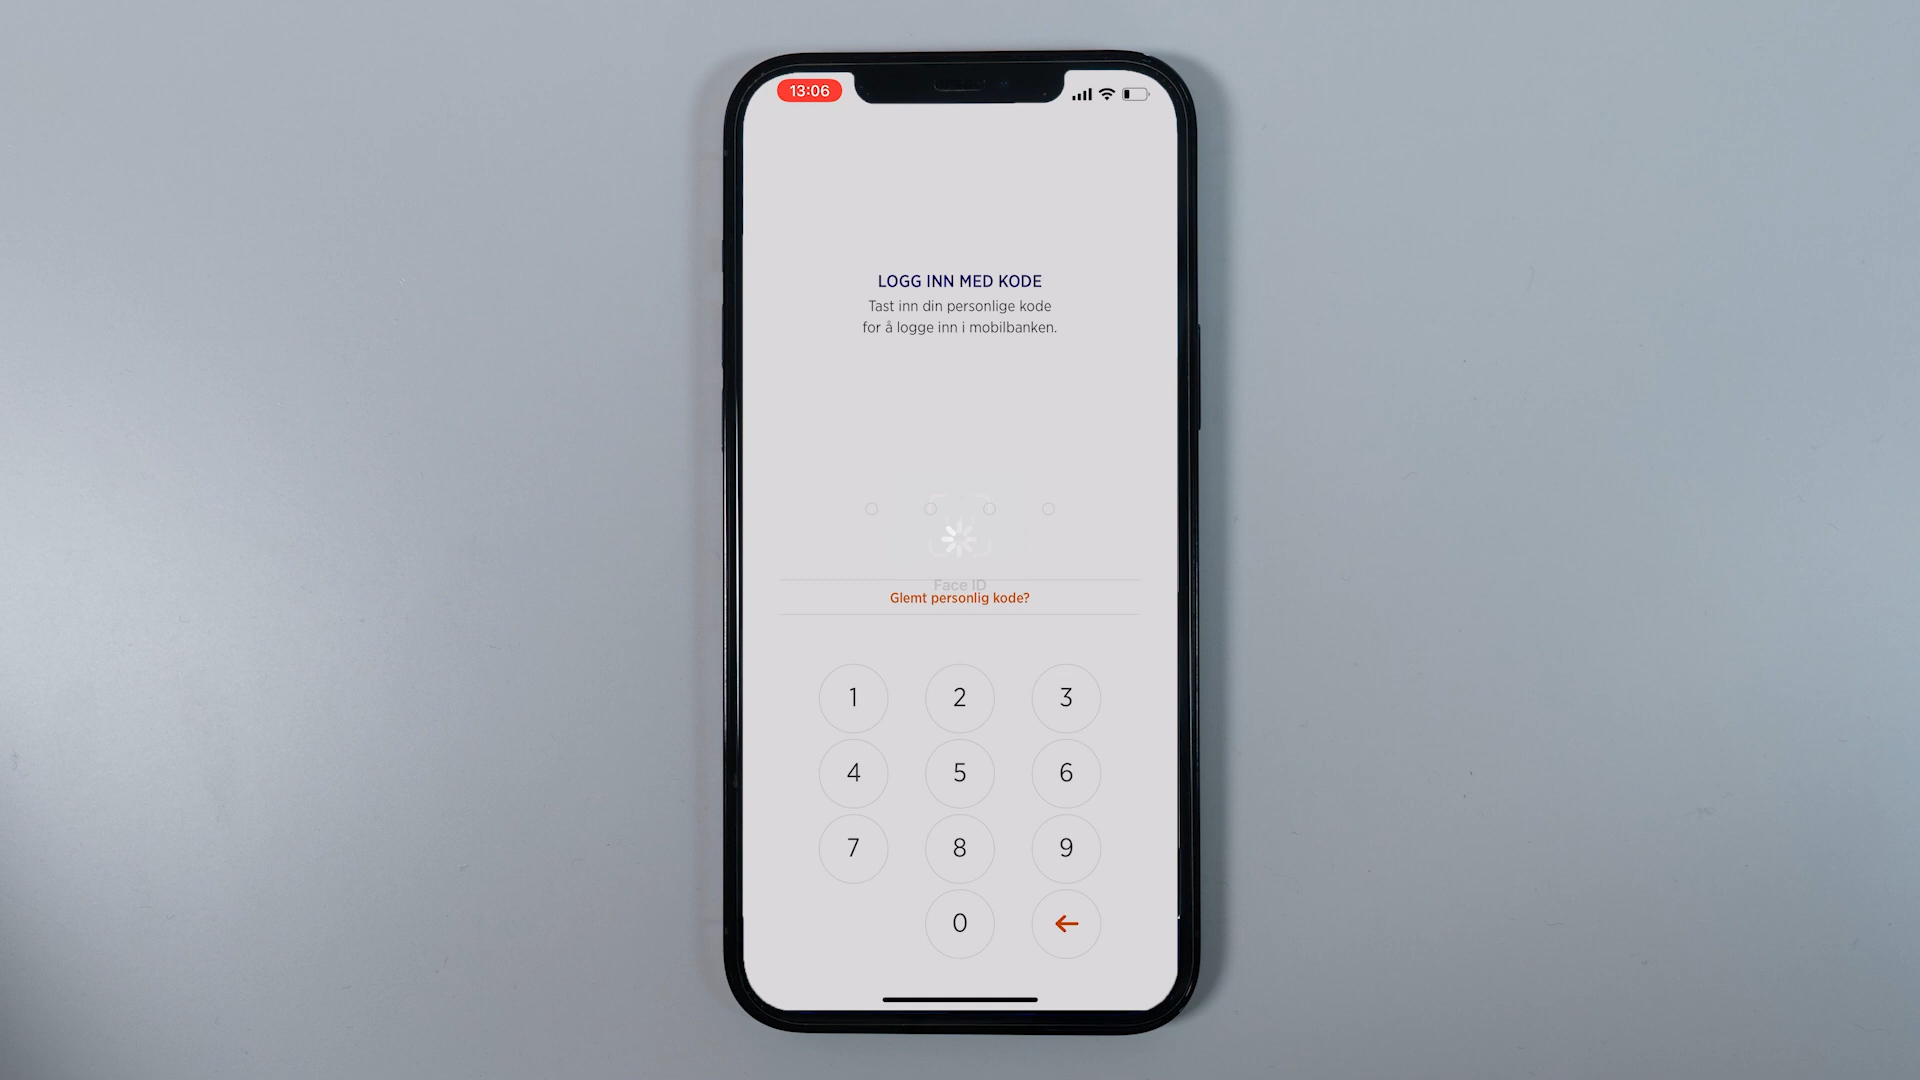 13:06
LOGG INN MED KODE
Tast inn din personlige kode
for å logge inn i mobilbanken.
Face ID
Glemt personlig kode?
1 2 3
4 5 6
7 8 9
0